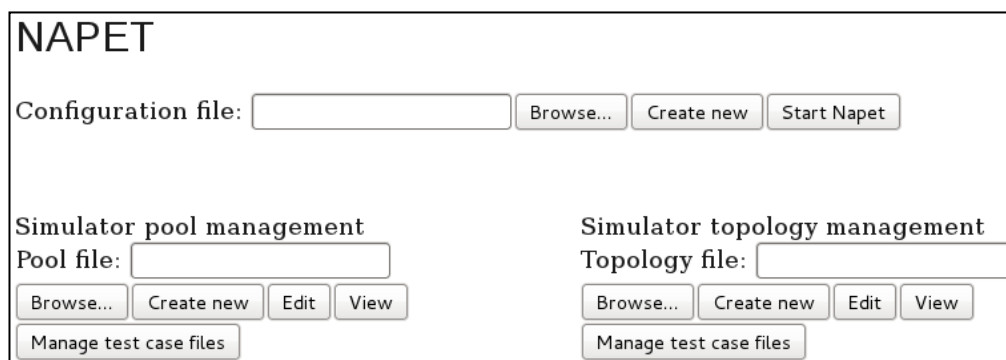 NAPET
Configuration file: Browse... Create new Start Napet
Simulator pool management
Pool file:
Browse... Create new Edit View
Manage test case files
Simulator topology management
Topology file:
Browse... Create new Edit View
Manage test case files